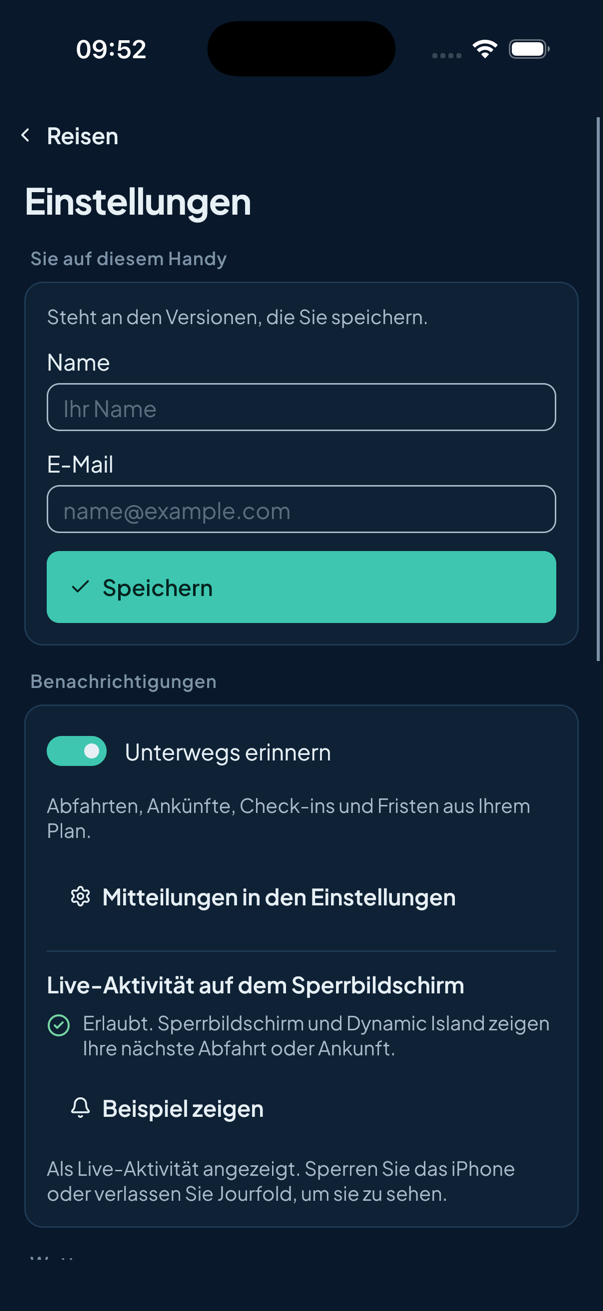 09:52
Reisen
Einstellungen
Sie auf diesem Handy
Steht an den Versionen, die Sie speichern.
Name
Ihr Name
E-Mail
name@example.com
Speichern
Benachrichtigungen
Unterwegs erinnern
Abfahrten, Ankünfte, Check-ins und Fristen aus Ihrem
Plan.
Mitteilungen in den Einstellungen
Live-Aktivität auf dem Sperrbildschirm
Erlaubt. Sperrbildschirm und Dynamic Island zeigen
Ihre nächste Abfahrt oder Ankunft.
Beispiel zeigen
Als Live-Aktivität angezeigt. Sperren Sie das iPhone
oder verlassen Sie Jourfold, um sie zu sehen.